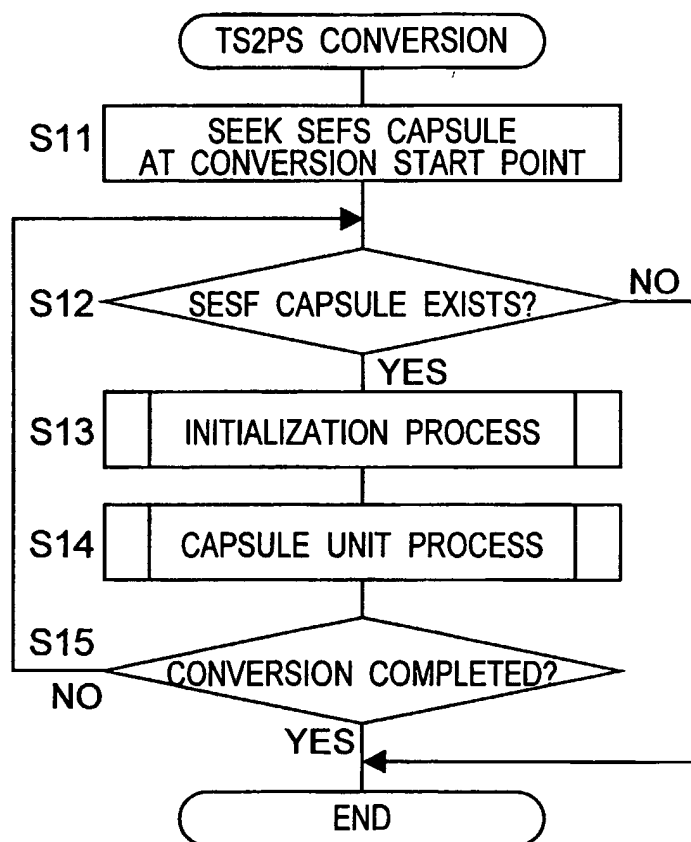 TS2PS CONVERSION
S11
SEEK SEFS CAPSULE
AT CONVERSION START POINT
S12
SESF CAPSULE EXISTS?
NO
YES
S13
INITIALIZATION PROCESS
S14
CAPSULE UNIT PROCESS
S15
CONVERSION COMPLETED?
NO
YES
END